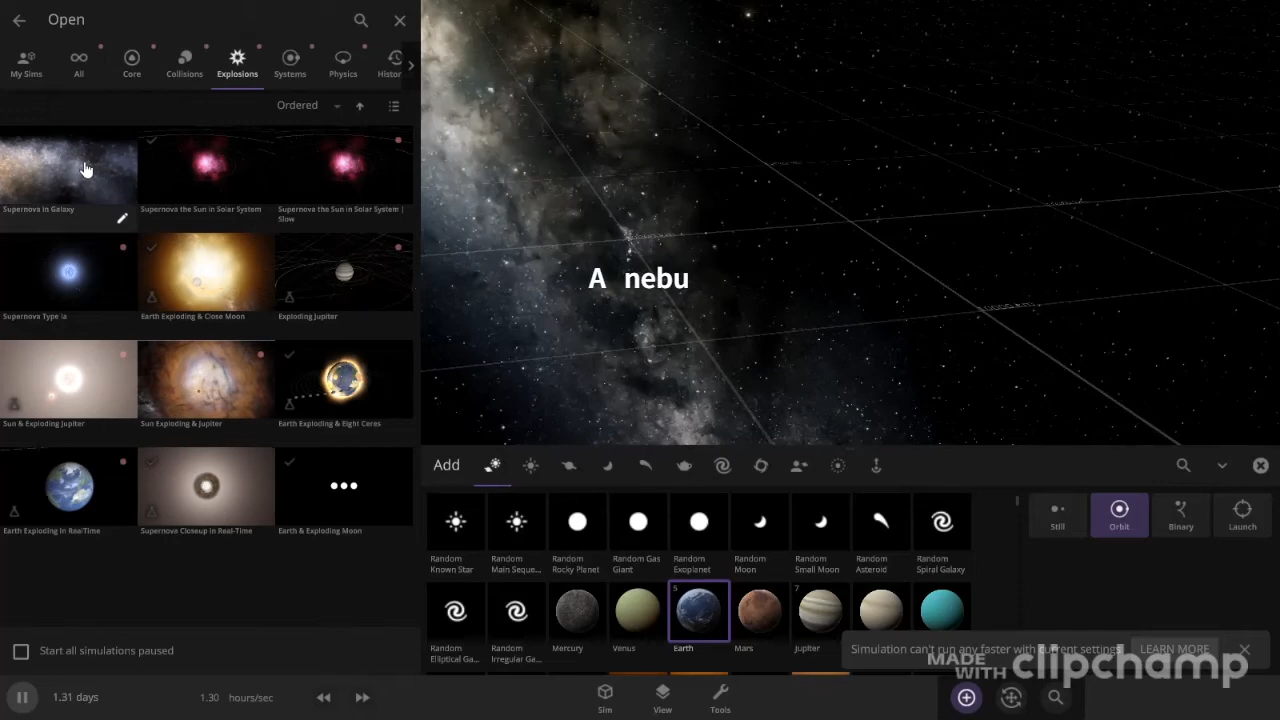 Open
My Sims
All
Core
Collisions
Explosions
Systems
Physics
Histor
Ordered
Supernova in Galaxy
Supernova the Sun in Solar System
Supernova the Sun in Solar System |
Slow
Supernova Type Ia
Earth Exploding & Close Moon
Exploding Jupiter
Sun & Exploding Jupiter
Sun Exploding & Jupiter
Earth Exploding & Eight Ceres
Earth Exploding In RealTime
Supernova Closeup in Real-Time
Earth & Exploding Moon
Start all simulations paused
A nebu
Add
Random
Known Star
Random
Main Seque...
Random
Rocky Planet
Random Gas
Giant
Random
Exoplanet
Random
Moon
Random
Small Moon
Random
Asteroid
Random
Spiral Galaxy
Still
Orbit
Binary
Launch
5
7
Random
Elliptical Ga...
Random
Irregular Ga...
Mercury
Venus
Earth
Mars
Jupiter
Simulation can't run any faster with current settings
LEARN MORE
MADE
WITH
clipchamp
1.31 days
1.30
hours/sec
Sim
View
Tools